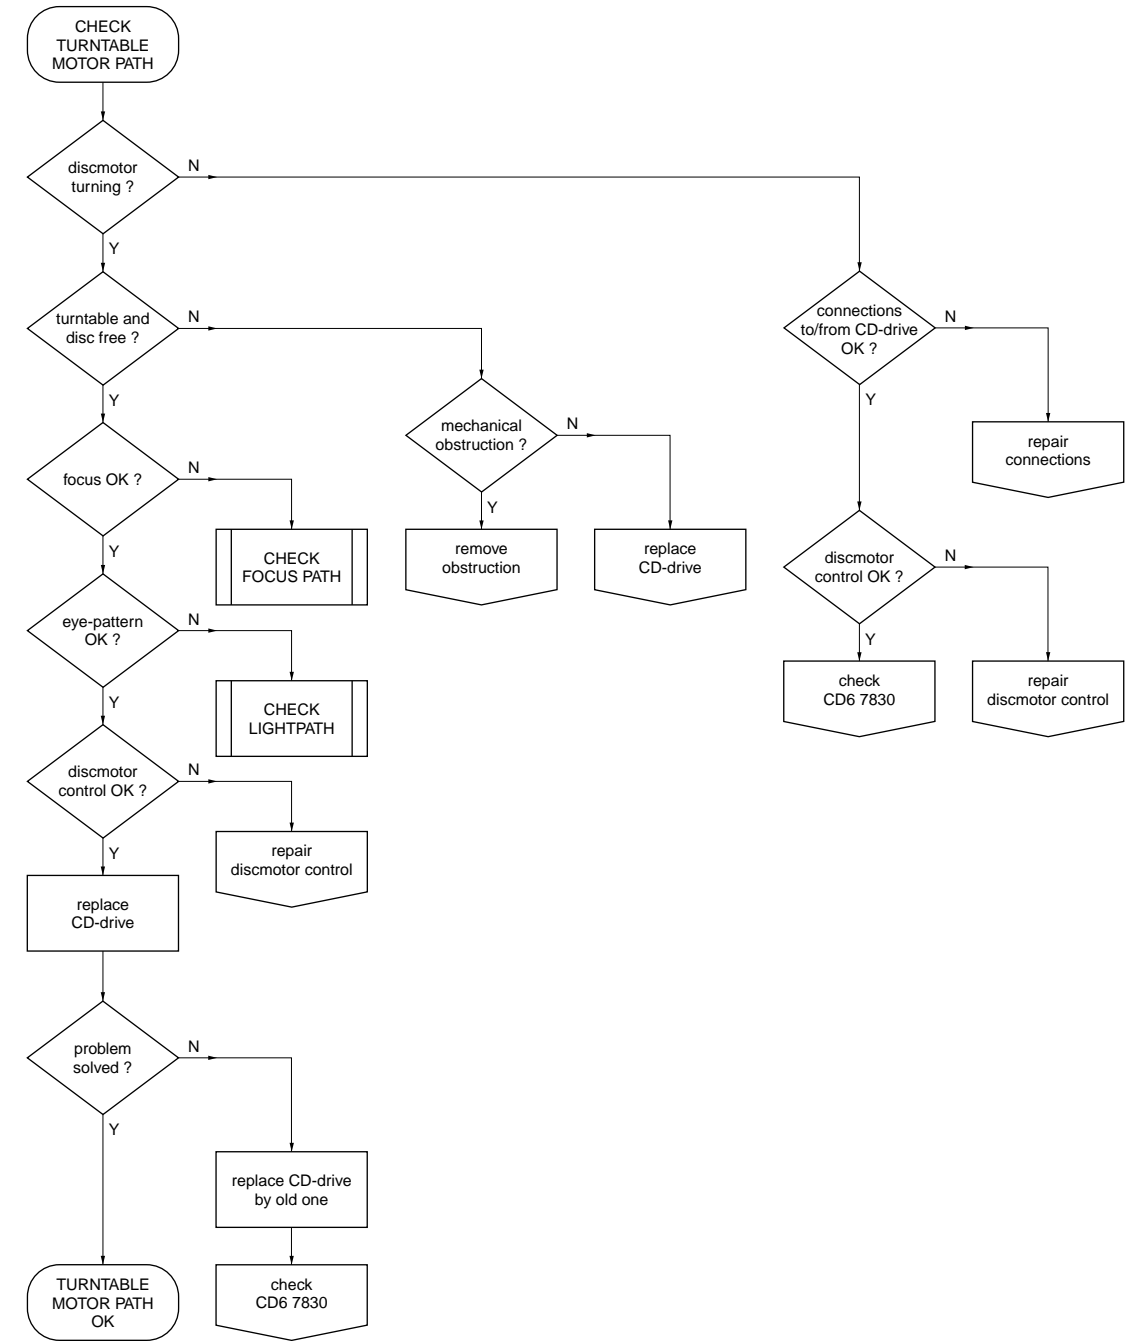 CHECK
TURNTABLE
MOTOR PATH
discmotor
turning ?
N
Y
turntable and
disc free ?
N
Y
connections
to/from CD-drive
OK ?
N
Y
mechanical
obstruction ?
N
Y
repair
connections
focus OK ?
N
Y
CHECK
FOCUS PATH
remove
obstruction
replace
CD-drive
discmotor
control OK ?
N
Y
eye-pattern
OK ?
N
Y
CHECK
LIGHTPATH
check
CD6 7830
repair
discmotor control
discmotor
control OK ?
N
Y
repair
discmotor control
replace
CD-drive
problem
solved ?
N
Y
replace CD-drive
by old one
TURNTABLE
MOTOR PATH
OK
check
CD6 7830